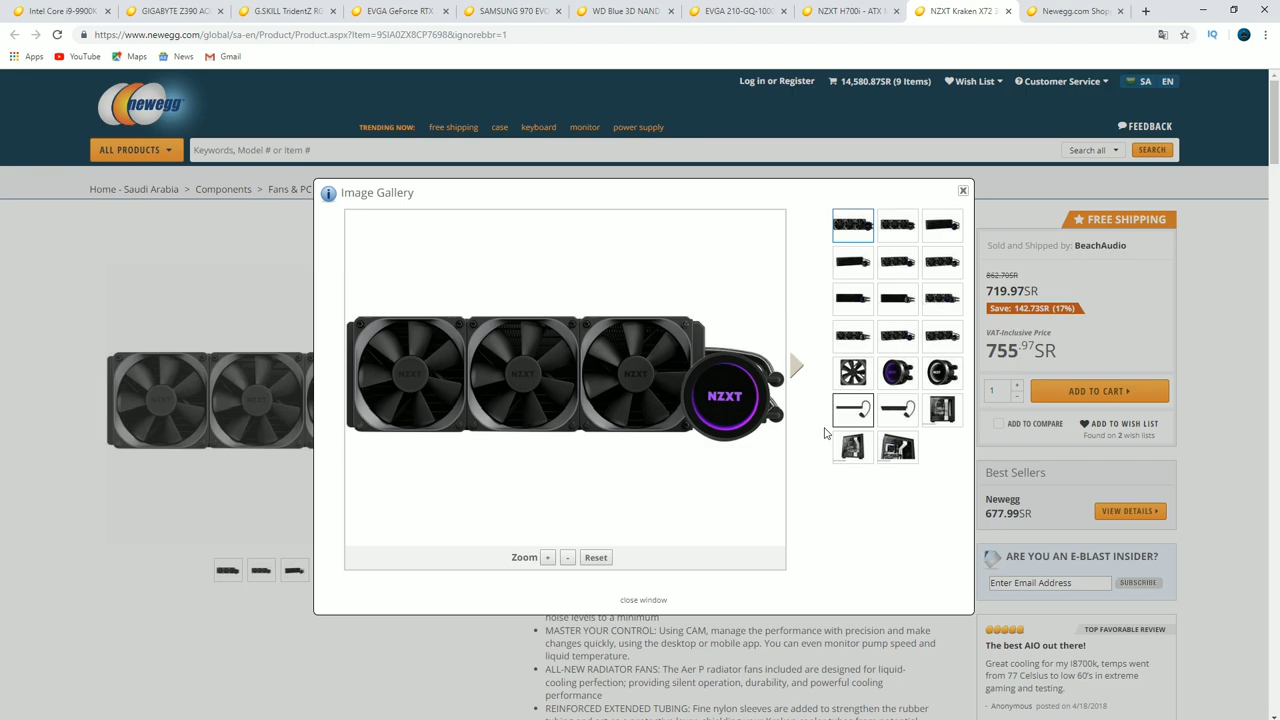 Intel Core i9-9900K
GIGABYTE Z390 AO
G.SKILL TridentZ RG
EVGA GeForce RTX
SAMSUNG 970 EVO
WD Blue 3D NAND
EVGA 210-GQ-100
NZXT H700i - ATX
NZXT Kraken X72 3
Newegg.com Shop
https://www.newegg.com/global/sa-en/Product/Product.aspx?Item=9SIA0ZX8CP7698&ignorebbr=1
Apps YouTube Maps News Gmail
Log in or Register 14,580.87SR (9 Items) Wish List Customer Service SA EN
newegg
TRENDING NOW: free shipping case keyboard monitor power supply
FEEDBACK
ALL PRODUCTS Keywords, Model # or Item # Search all SEARCH
Home - Saudi Arabia > Components > Fans & PC
Image Gallery
FREE SHIPPING
Sold and Shipped by: BeachAudio
862.70SR
719.97SR
Save: 142.73SR (17%)
VAT-Inclusive Price
755.97SR
1 ADD TO CART
ADD TO COMPARE ADD TO WISH LIST
Found on 2 wish lists
NZXT NZXT NZXT NZXT
Best Sellers
Newegg
677.99SR VIEW DETAILS
Zoom + - Reset
close window
ARE YOU AN E-BLAST INSIDER?
Enter Email Address SUBSCRIBE
noise levels to a minimum
MASTER YOUR CONTROL: Using CAM, manage the performance with precision and make
changes quickly, using the desktop or mobile app. You can even monitor pump speed and
liquid temperature.
ALL-NEW RADIATOR FANS: The Aer P radiator fans included are designed for liquid-
cooling perfection; providing silent operation, durability, and powerful cooling
performance
REINFORCED EXTENDED TUBING: Fine nylon sleeves are added to strengthen the rubber
TOP FAVORABLE REVIEW
The best AIO out there!
Great cooling for my I8700k, temps went
from 77 Celsius to low 60's in extreme
gaming and testing.
- Anonymous posted on 4/18/2018